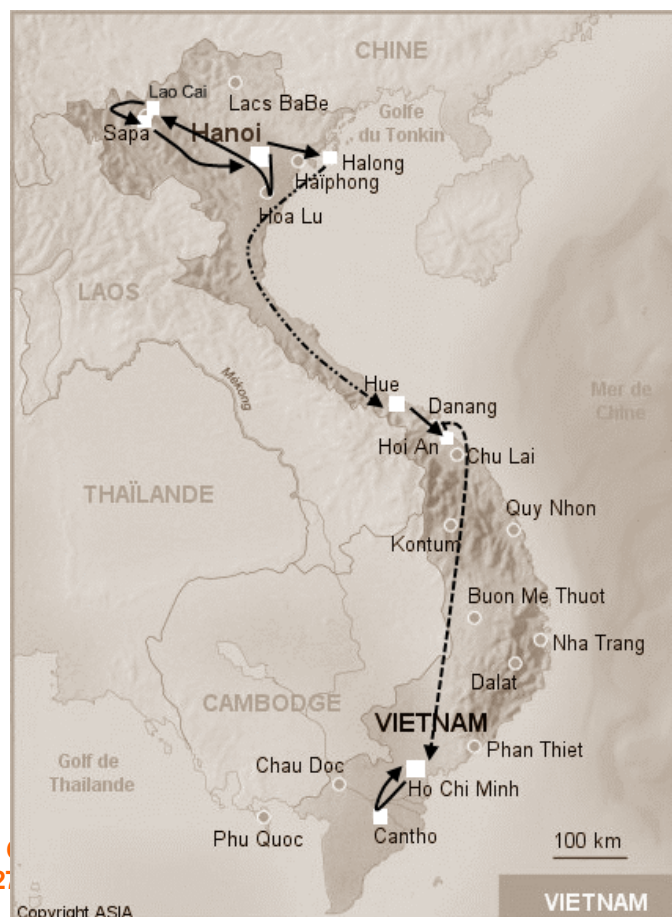 CHINE
Lao Cai
Lacs BaBe
Golfe
du Tonkin
Sapa
Hanoi
Halong
Haïphong
Hoa Lu
LAOS
Mékong
Hue
Danang
Mer de
Chine
Hoi An
Chu Lai
THAÏLANDE
Quy Nhon
Kontum
Buon Me Thuot
Nha Trang
Dalat
CAMBODGE
VIETNAM
Phan Thiet
Golf de
Thaïlande
Chau Doc
Ho Chi Minh
Phu Quoc
Cantho
100 km
27
VIETNAM
Copyright ASIA